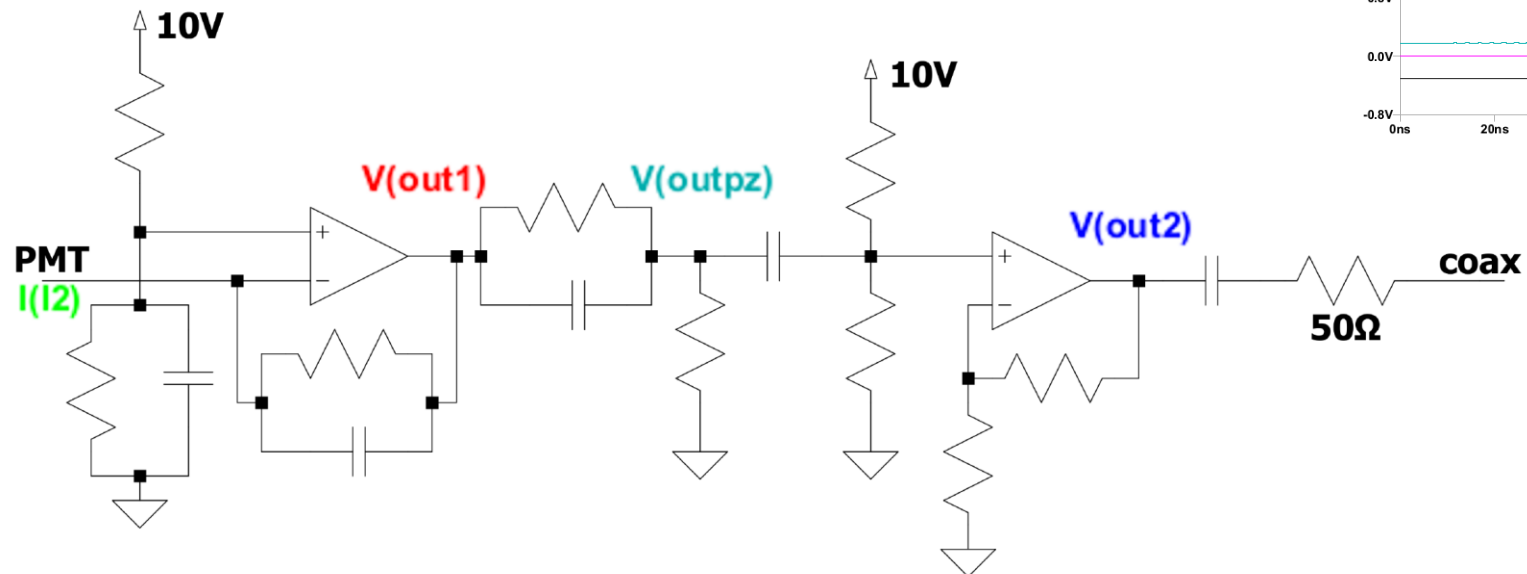 10V
10V
V(out1)
V(outpz)
V(out2)
PMT
I(I2)
coax
50Ω
+
−
+
−
0.0V
-0.8V
0ns
20ns